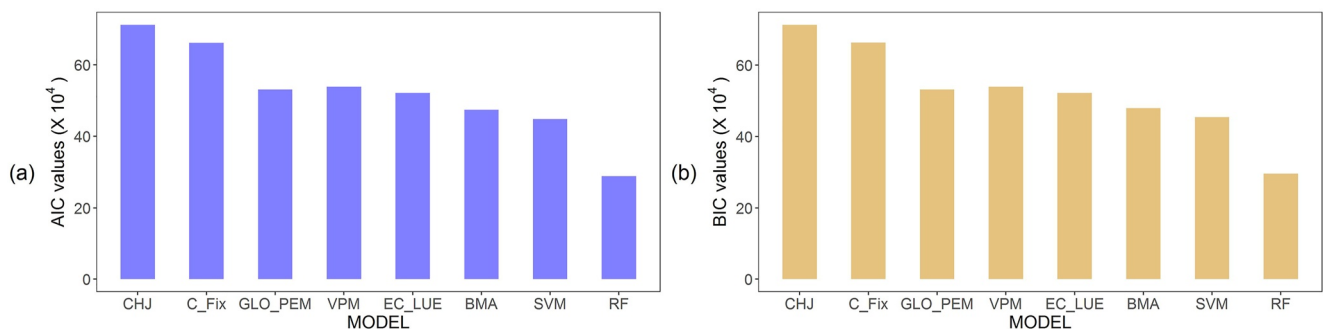 (a)
AIC values (X 10⁴ )
60
40
20
0
CHJ C_Fix GLO_PEM VPM EC_LUE BMA SVM RF
MODEL
(b)
BIC values (X 10⁴ )
60
40
20
0
CHJ C_Fix GLO_PEM VPM EC_LUE BMA SVM RF
MODEL